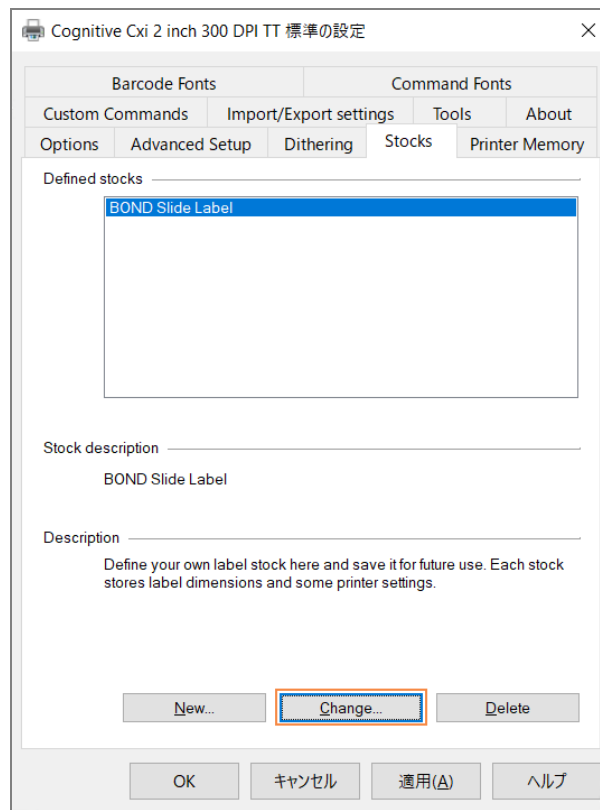 Cognitive Cxi 2 inch 300 DPI TT 標準の設定
Barcode Fonts
Command Fonts
Custom Commands
Import/Export settings
Tools
About
Options
Advanced Setup
Dithering
Stocks
Printer Memory
Defined stocks
BOND Slide Label
Stock description
BOND Slide Label
Description
Define your own label stock here and save it for future use. Each stock
stores label dimensions and some printer settings.
New...
Change...
Delete
OK
キャンセル
適用(A)
ヘルプ